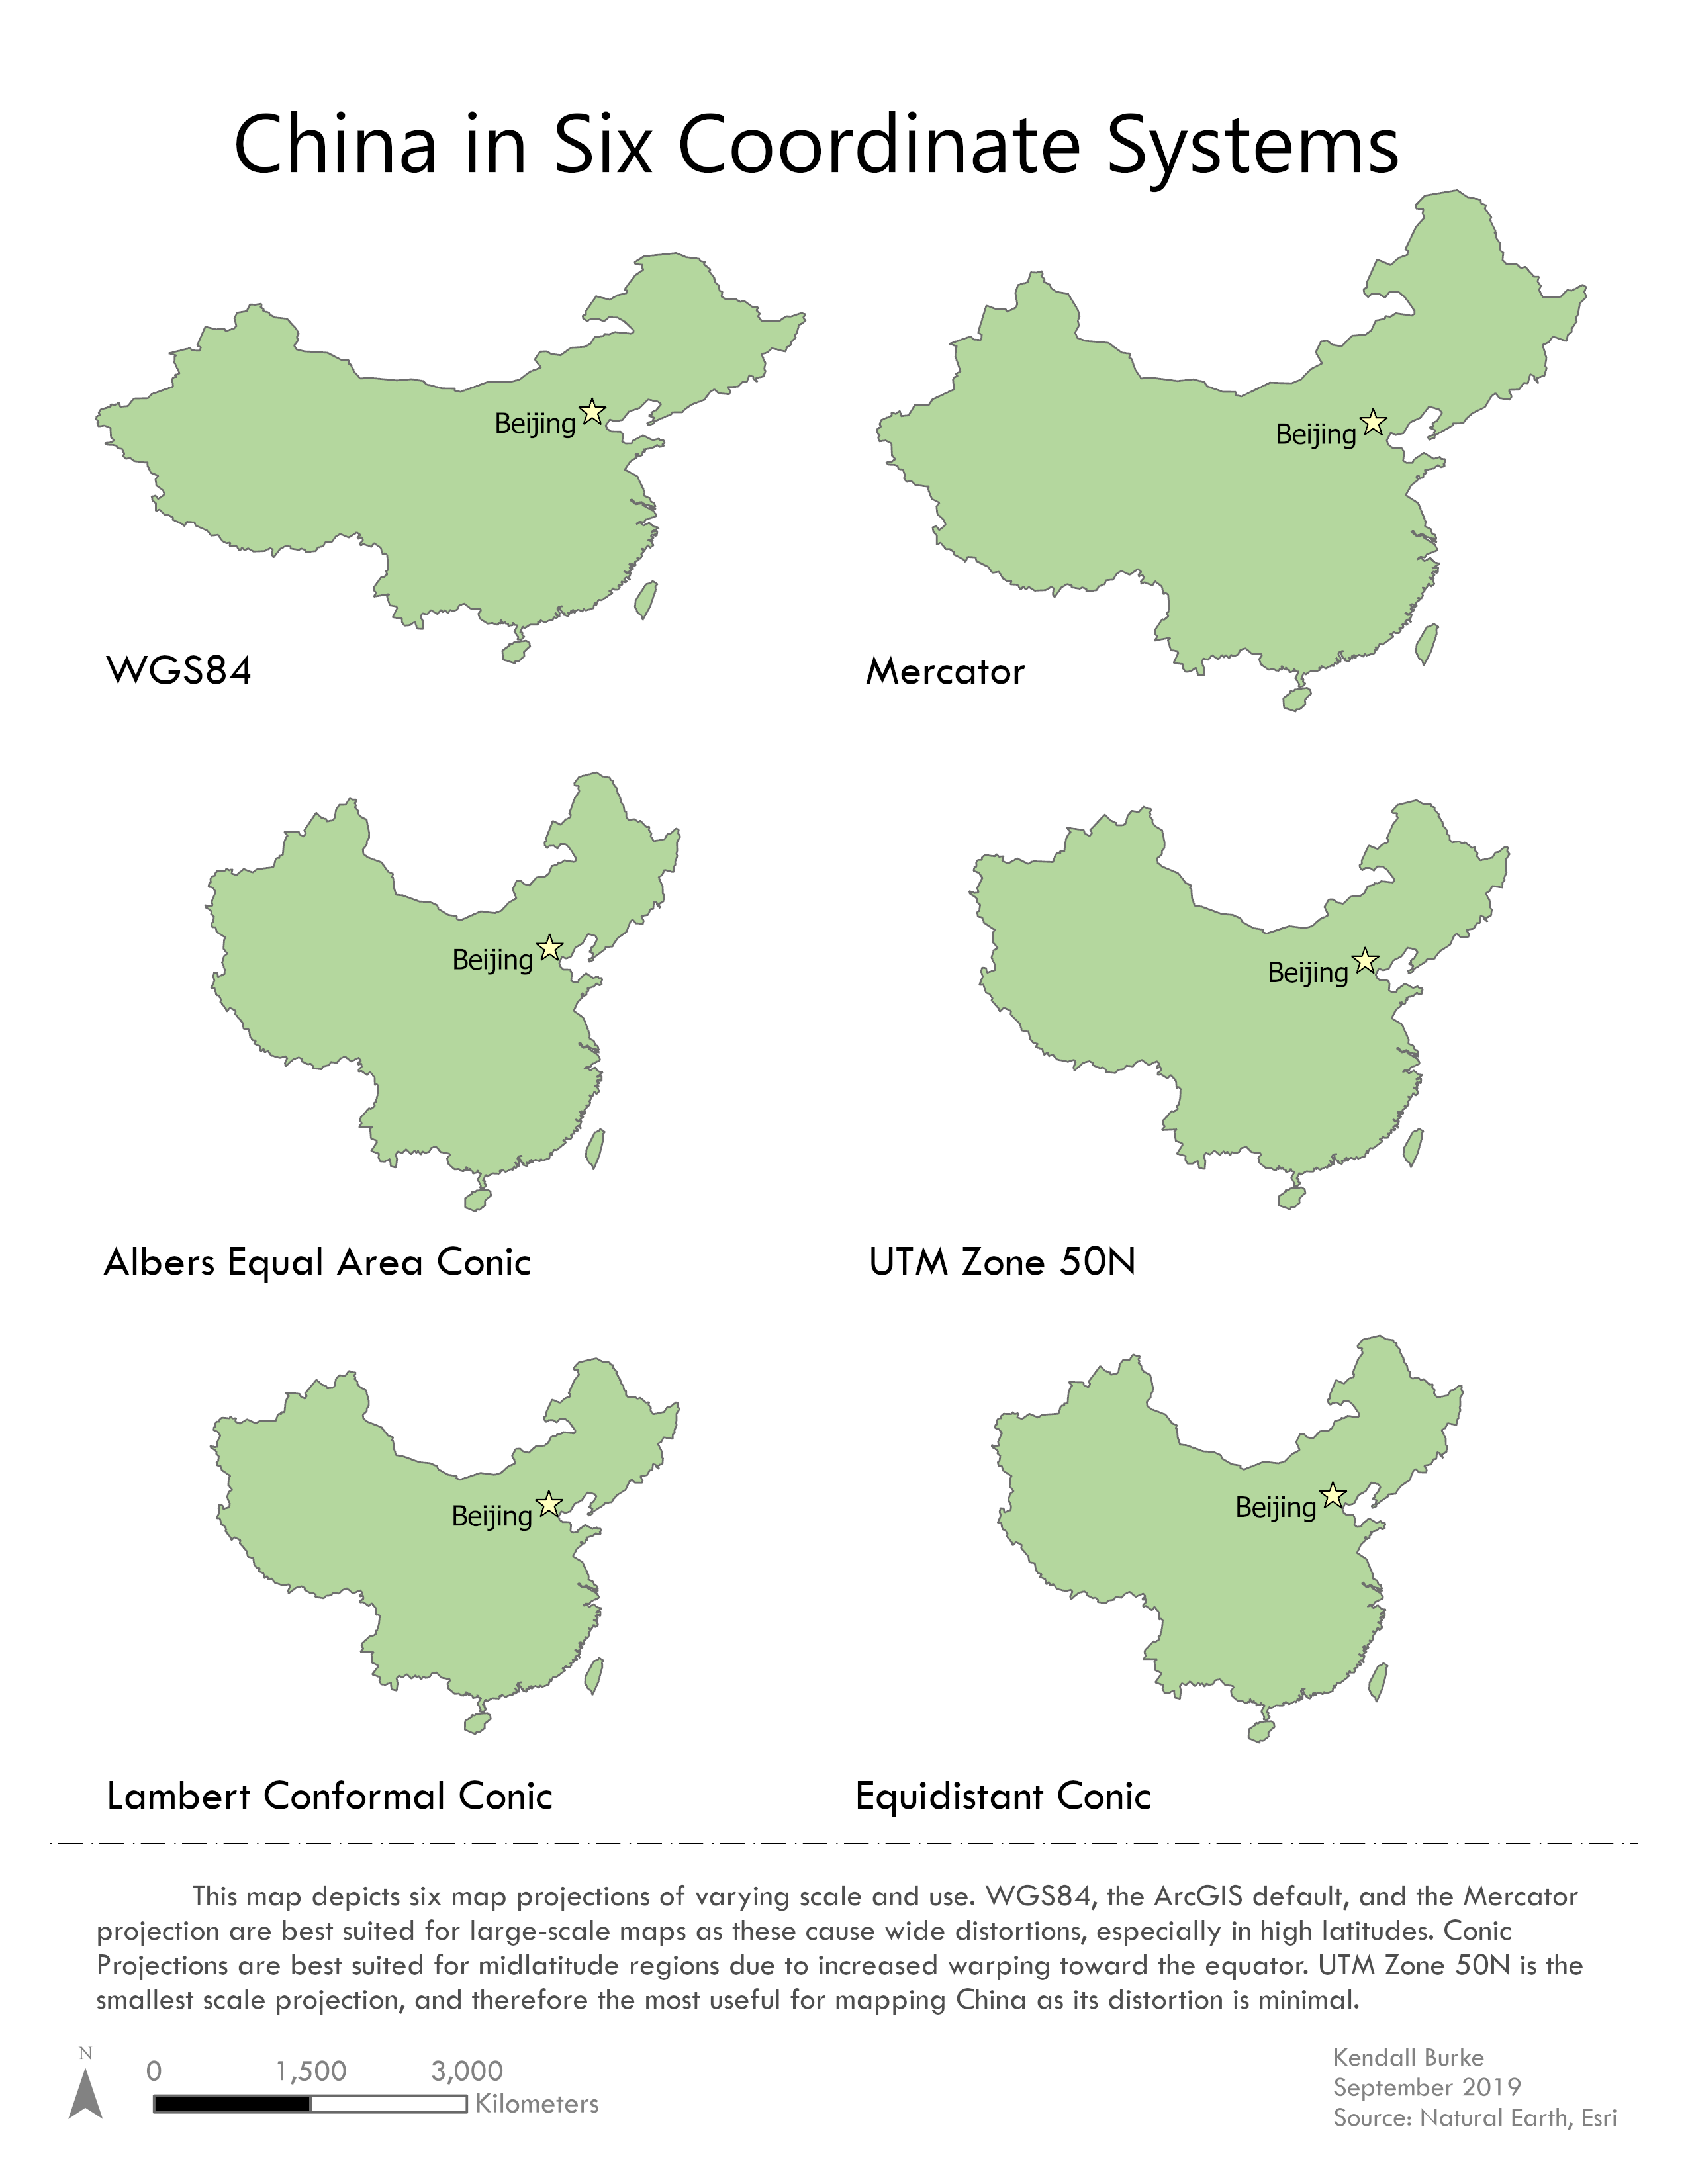 China in Six Coordinate Systems
Beijing
Beijing
WGS84
Mercator
Beijing
Beijing
Albers Equal Area Conic
UTM Zone 50N
Beijing
Beijing
Lambert Conformal Conic
Equidistant Conic
This map depicts six map projections of varying scale and use. WGS84, the ArcGIS default, and the Mercator
projection are best suited for large-scale maps as these cause wide distortions, especially in high latitudes. Conic
Projections are best suited for midlatitude regions due to increased warping toward the equator. UTM Zone 50N is the
smallest scale projection, and therefore the most useful for mapping China as its distortion is minimal.
N
0 1,500 3,000
Kilometers
Kendall Burke
September 2019
Source: Natural Earth, Esri